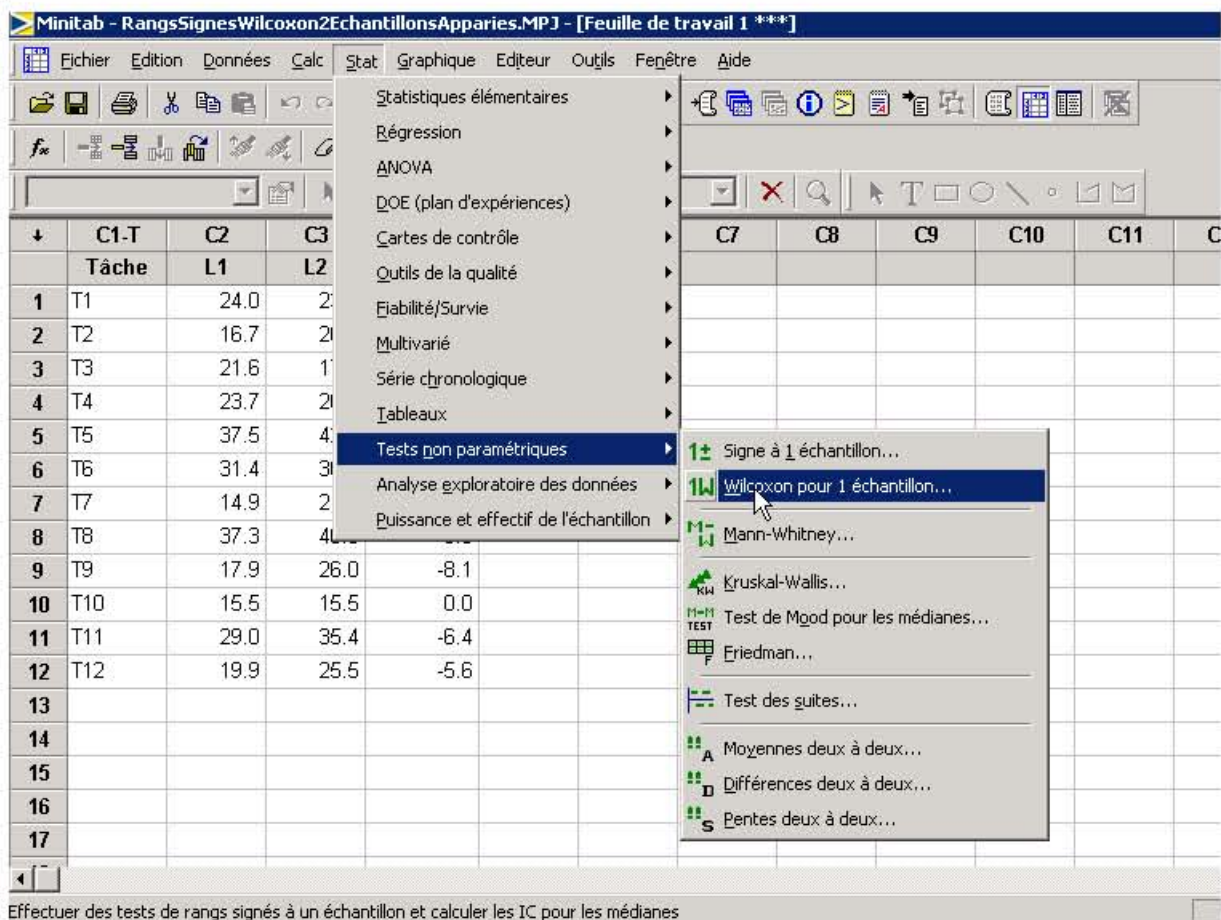 Minitab - RangsSignesWilcoxon2EchantillonsApparies.MPJ - [Feuille de travail 1 ***]
Fichier Edition Données Calc Stat Graphique Editeur Outils Fenêtre Aide
Statistiques élémentaires
Régression
ANOVA
DOE (plan d'expériences)
Cartes de contrôle
Outils de la qualité
Fiabilité/Survie
Multivarié
Série chronologique
Tableaux
Tests non paramétriques
Analyse exploratoire des données
Puissance et effectif de l'échantillon
Signe à 1 échantillon...
Wilcoxon pour 1 échantillon...
Mann-Whitney...
Kruskal-Wallis...
Test de Mood pour les médianes...
Friedman...
Test des suites...
Moyennes deux à deux...
Différences deux à deux...
Pentes deux à deux...
C1-T C2 C3 C7 C8 C9 C10 C11
Tâche L1 L2
1 T1 24.0
2 T2 16.7
3 T3 21.6
4 T4 23.7
5 T5 37.5
6 T6 31.4
7 T7 14.9
8 T8 37.3
9 T9 17.9 26.0 -8.1
10 T10 15.5 15.5 0.0
11 T11 29.0 35.4 -6.4
12 T12 19.9 25.5 -5.6
13
14
15
16
17
Effectuer des tests de rangs signés à un échantillon et calculer les IC pour les médianes